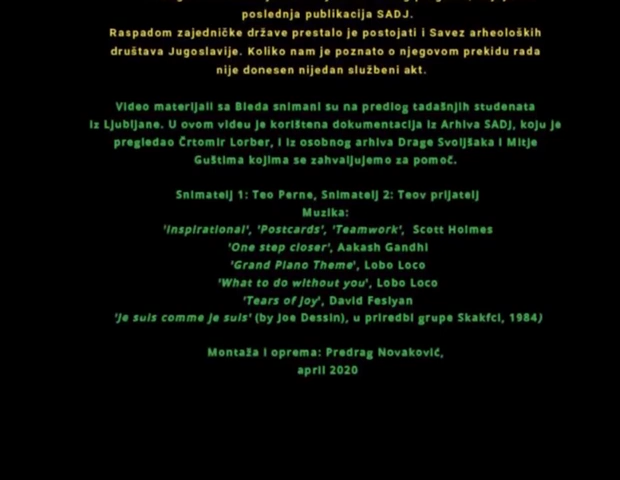 poslednja publikacija SADJ.
Raspadom zajedničke države prestalo je postojati i Savez arheoloških
društava Jugoslavije. Koliko nam je poznato o njegovom prekidu rada
nije donesen nijedan službeni akt.
Video materijali sa Bleda snimani su na predlog tadašnjih studenata
iz Ljubljane. U ovom videu je korištena dokumentacija iz Arhiva SADJ, koju je
pregledao Črtomir Lorber, i iz osobnog arhiva Drage Svoljšaka i Mitje
Guština kojima se zahvaljujemo za pomoč.
Snimatelj 1: Teo Perne, Snimatelj 2: Teov prijatelj
Muzika:
'Inspirational', 'Postcards', 'Teamwork', Scott Holmes
'One step closer', Aakash Gandhi
'Grand Piano Theme', Lobo Loco
'What to do without you', Lobo Loco
'Tears of Joy', David Fesiyan
'Je suis comme je suis' (by Joe Dessin), u priredbi grupe Skakfci, 1984)
Montaža i oprema: Predrag Novaković,
april 2020